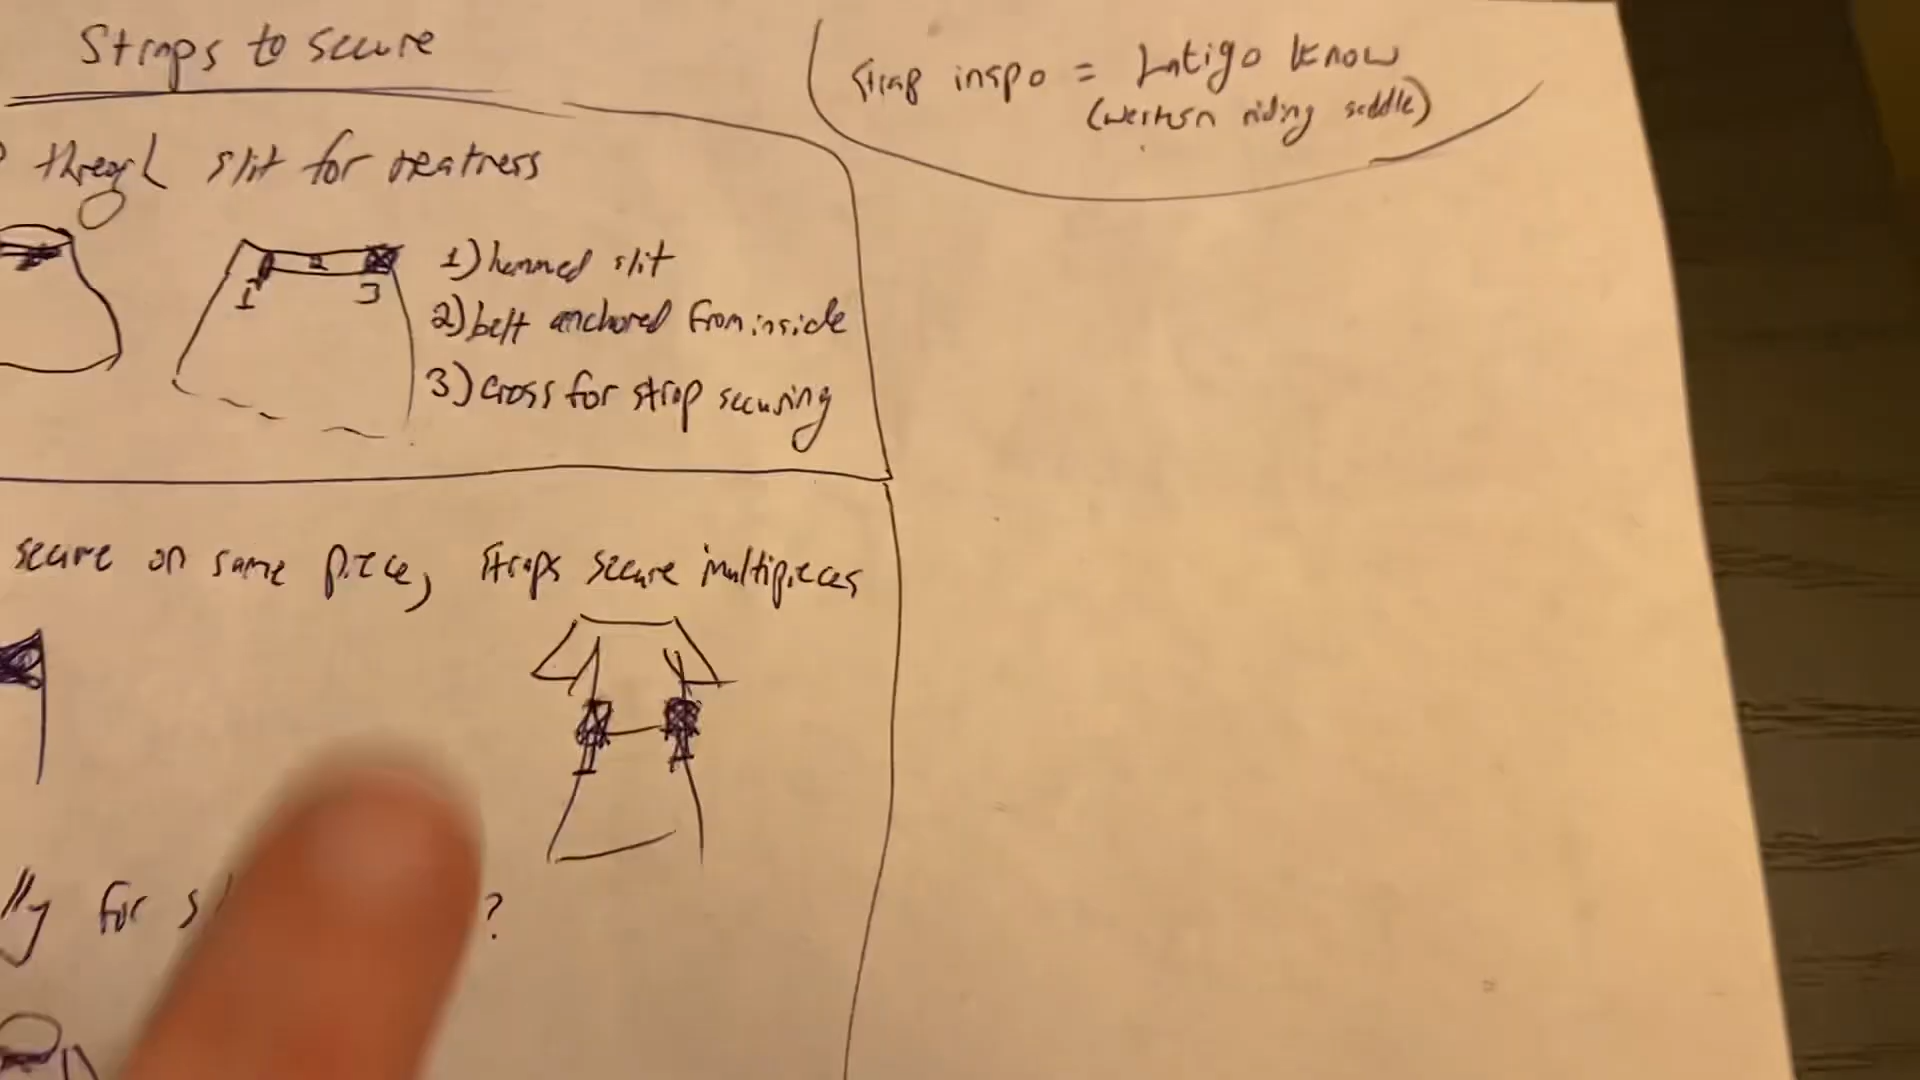 Straps to secure
strap inspo = Latigo Know
(western riding saddle)
through slit for neatness
1
2
3
1) hemmed slit
2) belt anchored from inside
3) cross for strap securing
secure on same piece, straps secure multipieces
for
?